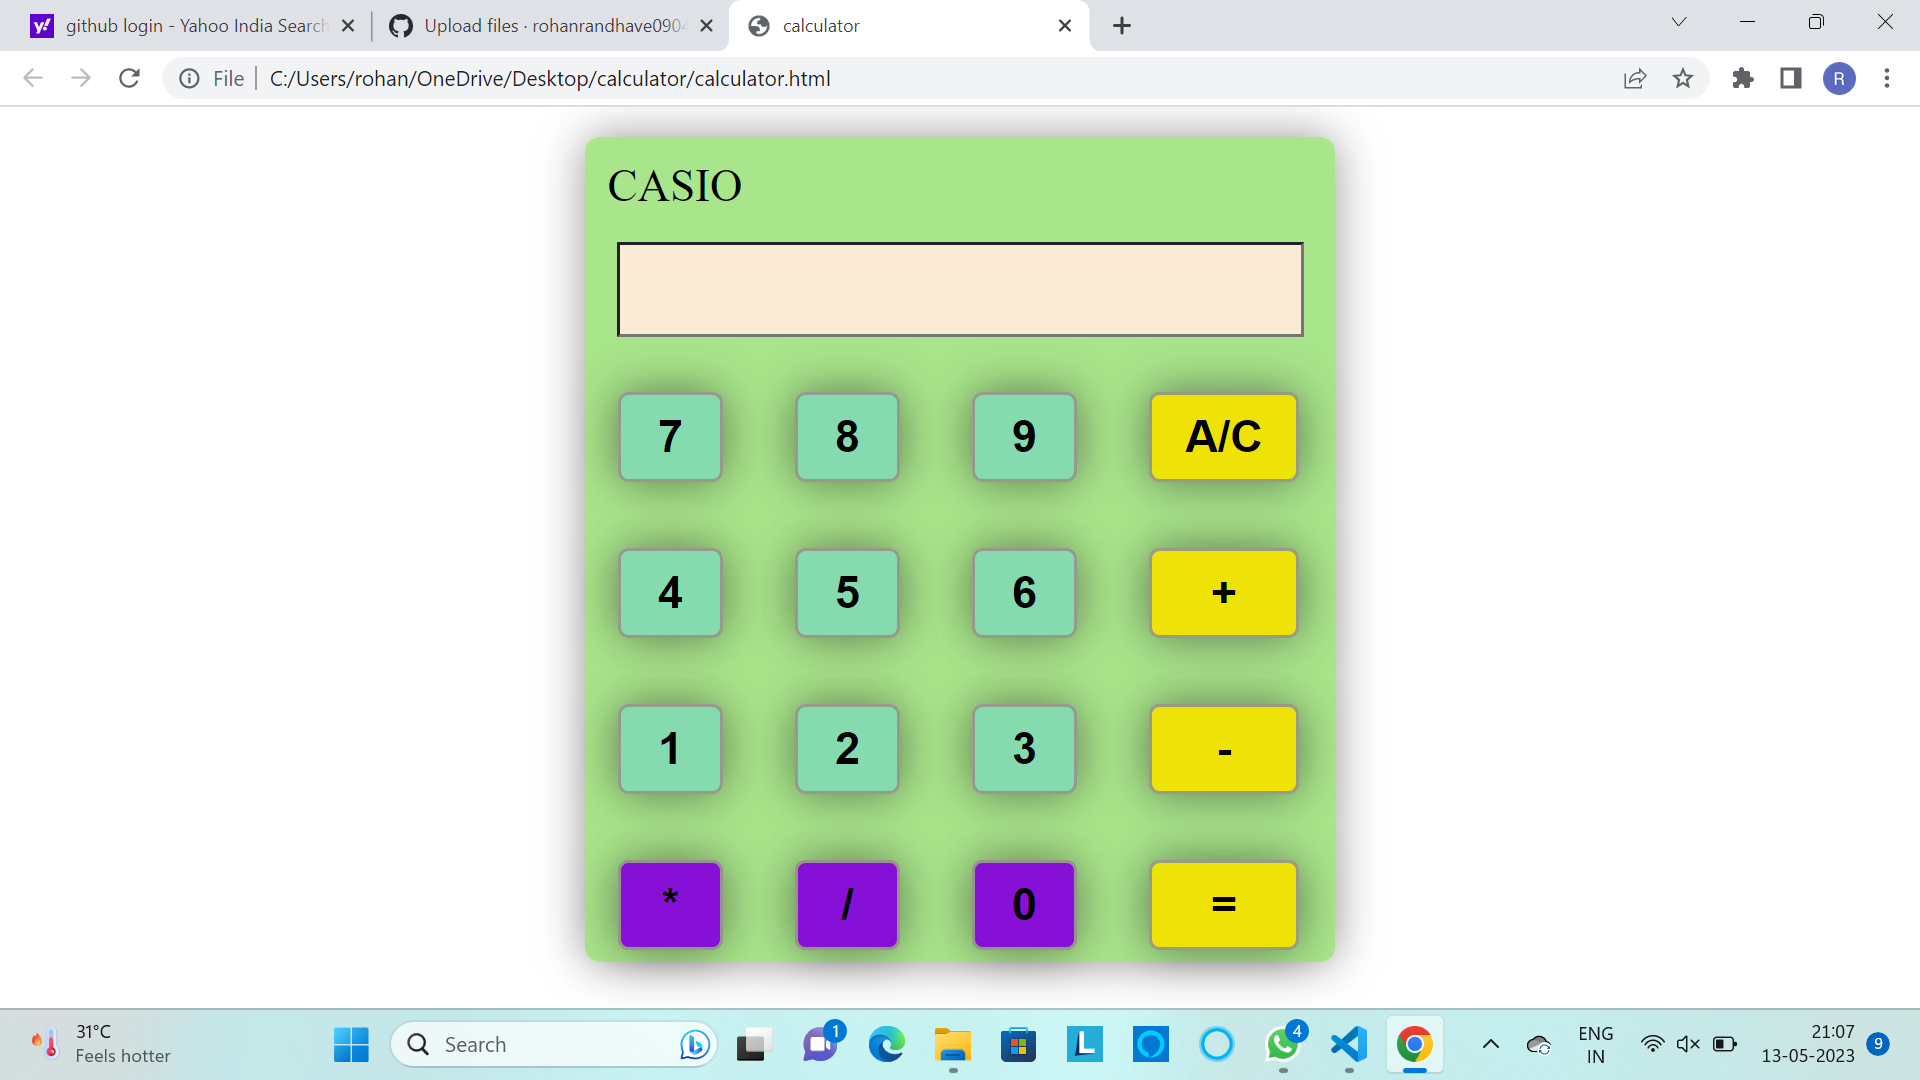 github login - Yahoo India Search
Upload files · rohanrandhave090
calculator
File
C:/Users/rohan/OneDrive/Desktop/calculator/calculator.html
R
CASIO
7 8 9 A/C
4 5 6 +
1 2 3 -
* / 0 =
31°C
Feels hotter
Search
1
L
4
ENG
IN
21:07
13-05-2023
9